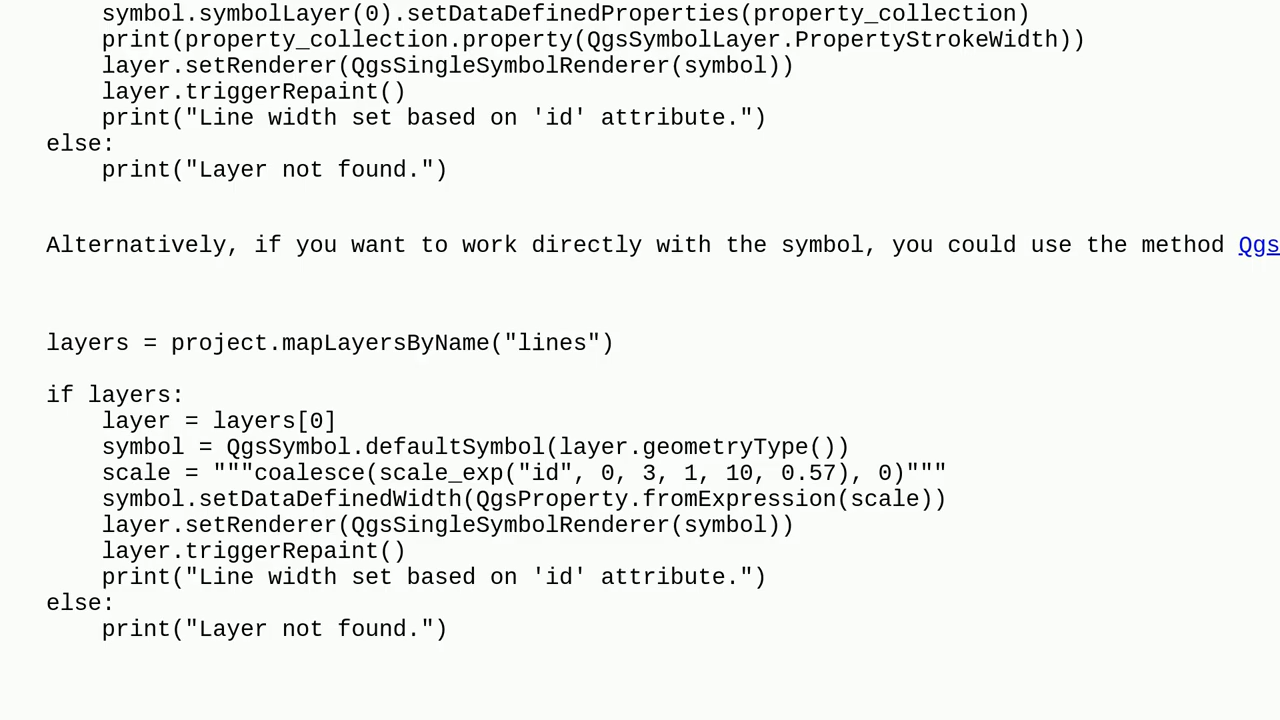 symbol.symbolLayer(0).setDataDefinedProperties(property_collection)
    print(property_collection.property(QgsSymbolLayer.PropertyStrokeWidth))
    layer.setRenderer(QgsSingleSymbolRenderer(symbol))
    layer.triggerRepaint()
    print("Line width set based on 'id' attribute.")
else:
    print("Layer not found.")
Alternatively, if you want to work directly with the symbol, you could use the method Qgs
layers = project.mapLayersByName("lines")
if layers:
    layer = layers[0]
    symbol = QgsSymbol.defaultSymbol(layer.geometryType())
    scale = """coalesce(scale_exp("id", 0, 3, 1, 10, 0.57), 0)"""
    symbol.setDataDefinedWidth(QgsProperty.fromExpression(scale))
    layer.setRenderer(QgsSingleSymbolRenderer(symbol))
    layer.triggerRepaint()
    print("Line width set based on 'id' attribute.")
else:
    print("Layer not found.")